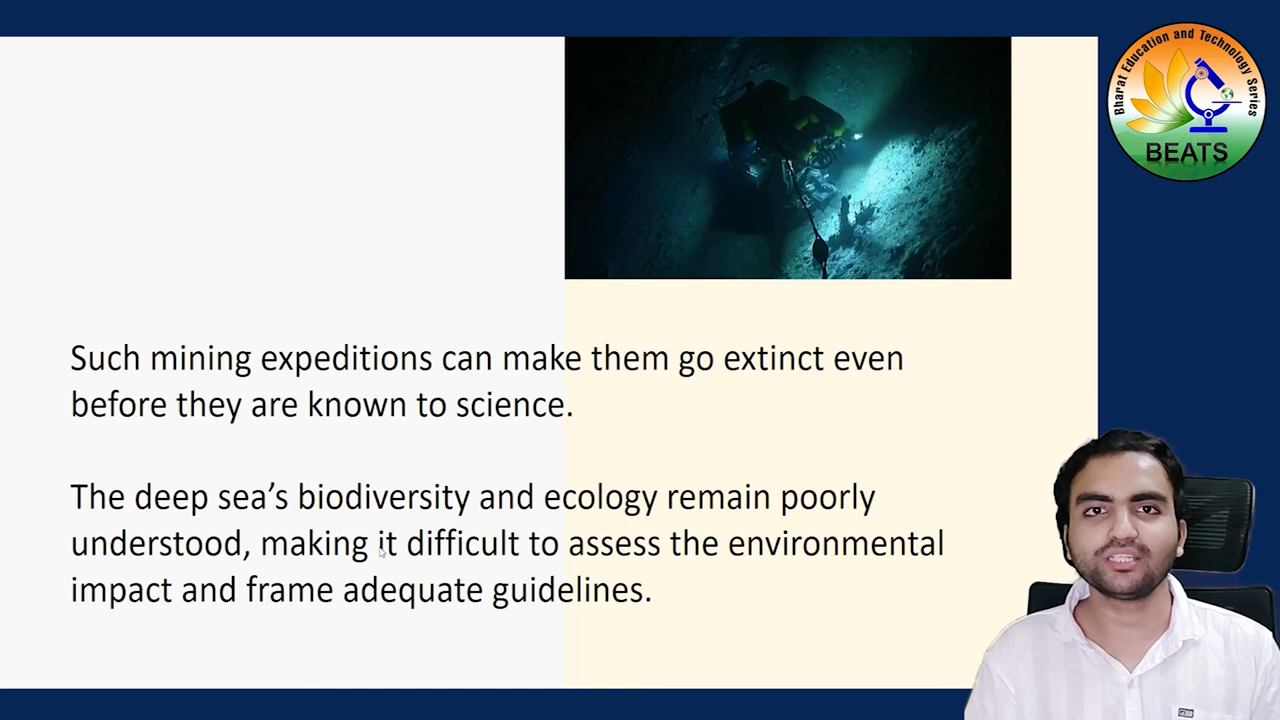 Bharat Education and Technology Series
BEATS
Such mining expeditions can make them go extinct even
before they are known to science.
The deep sea’s biodiversity and ecology remain poorly
understood, making it difficult to assess the environmental
impact and frame adequate guidelines.